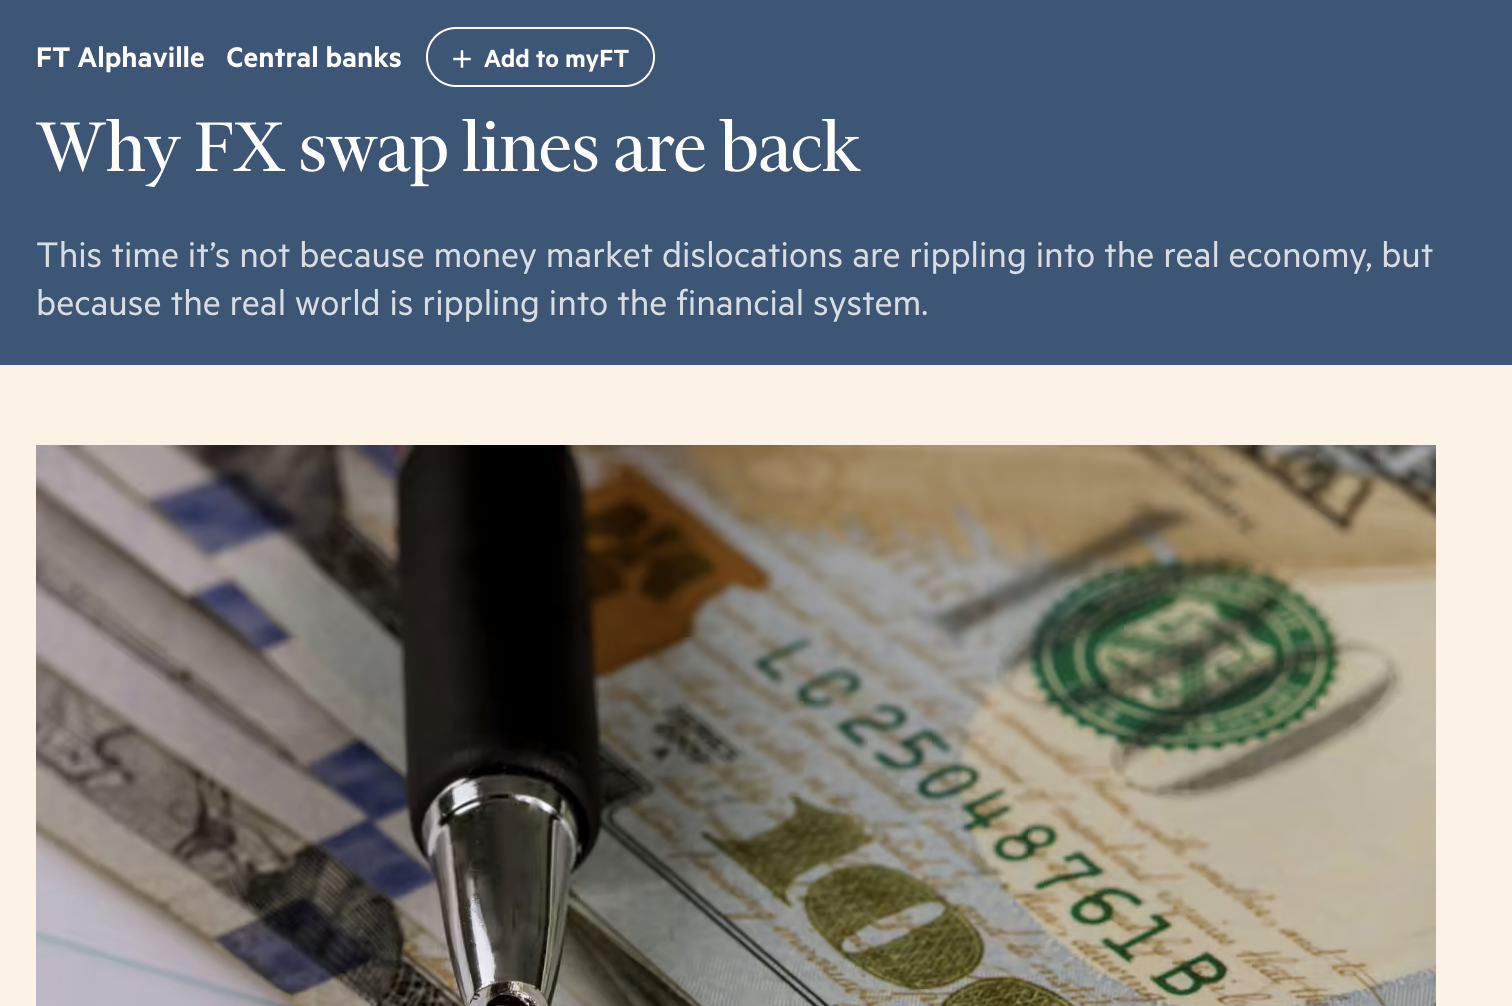 FT Alphaville Central banks + Add to myFT
Why FX swap lines are back
This time it’s not because money market dislocations are rippling into the real economy, but
because the real world is rippling into the financial system.
LC25048761B
100